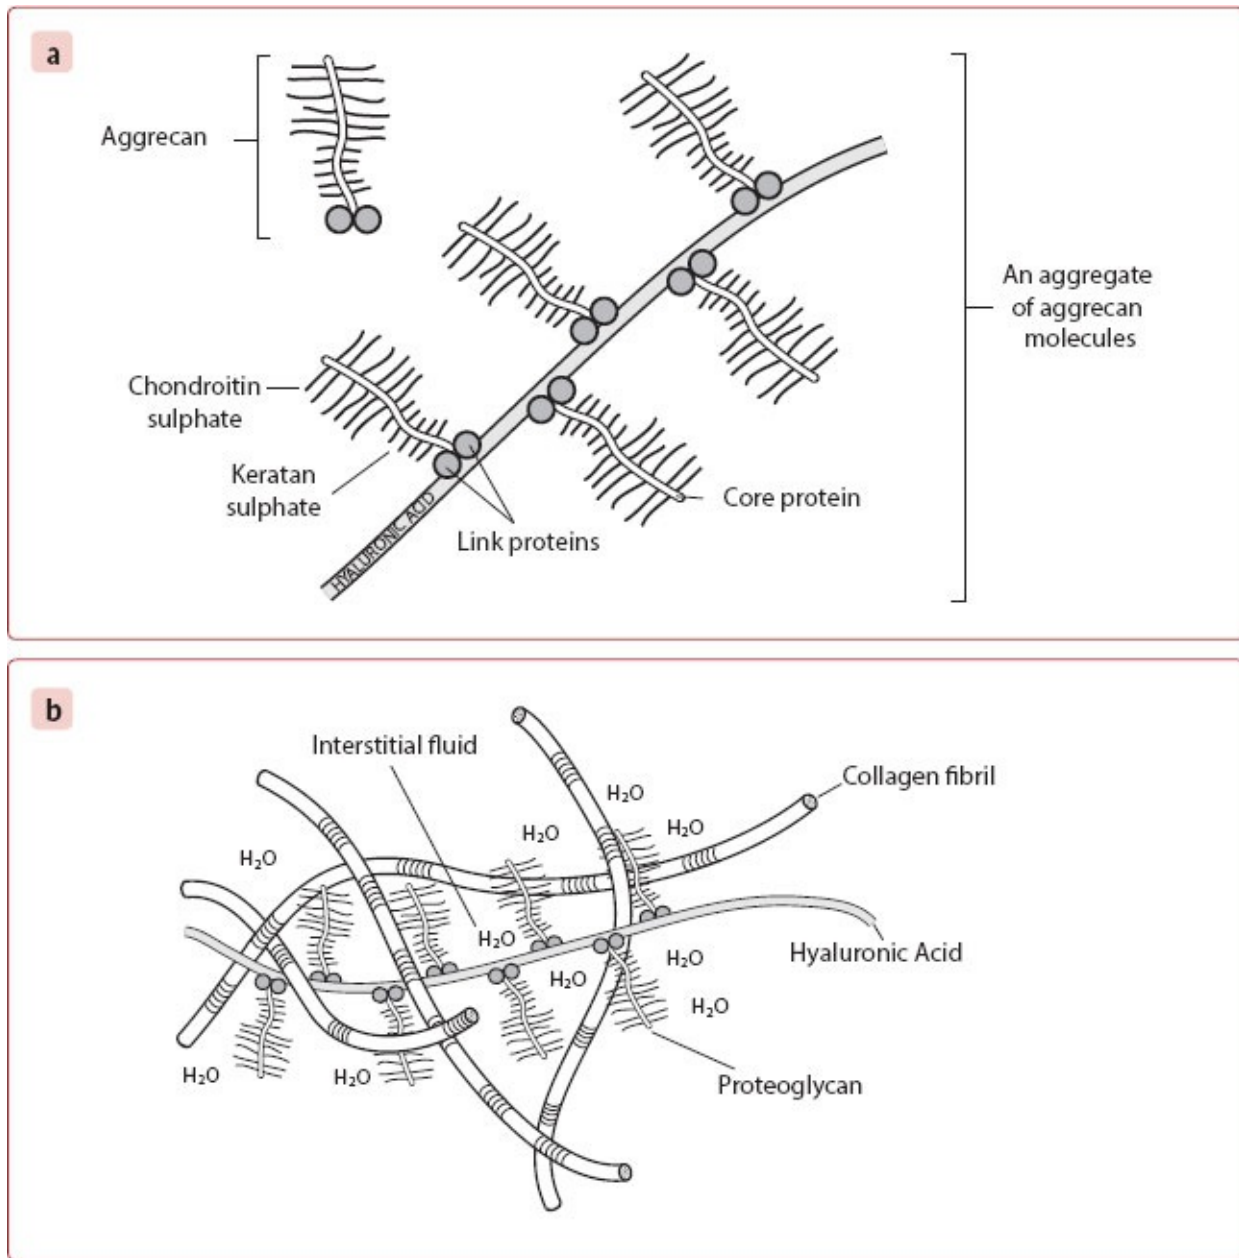 a
Aggrecan
An aggregate
of aggrecan
molecules
Chondroitin
sulphate
Keratan
sulphate
Core protein
Link proteins
HYALURONIC ACID
b
Interstitial fluid
Collagen fibril
H₂O
H₂O
H₂O
H₂O
H₂O
Hyaluronic Acid
H₂O
H₂O
H₂O
H₂O
H₂O
Proteoglycan